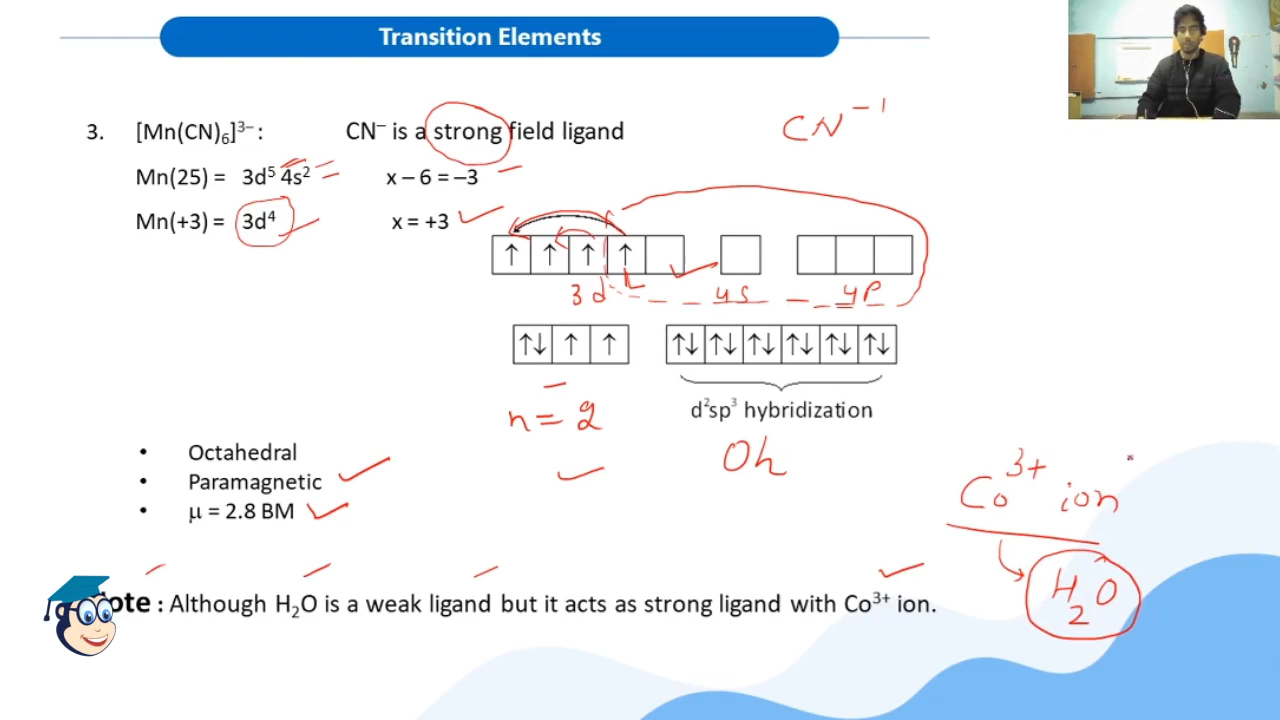 Transition Elements
3. [Mn(CN)₆]³⁻ : CN⁻ is a strong field ligand
CN⁻¹
Mn(25) = 3d⁵ 4s² x – 6 = –3
Mn(+3) = 3d⁴ x = +3
↑ ↑ ↑ ↑
3d 4s 4p
↑↓ ↑ ↑ ↑↓ ↑↓ ↑↓ ↑↓ ↑↓ ↑↓
n = 2
d²sp³ hybridization
Oh
• Octahedral
• Paramagnetic
• μ = 2.8 BM
Co³⁺ ion
H₂O
ote : Although H₂O is a weak ligand but it acts as strong ligand with Co³⁺ ion.